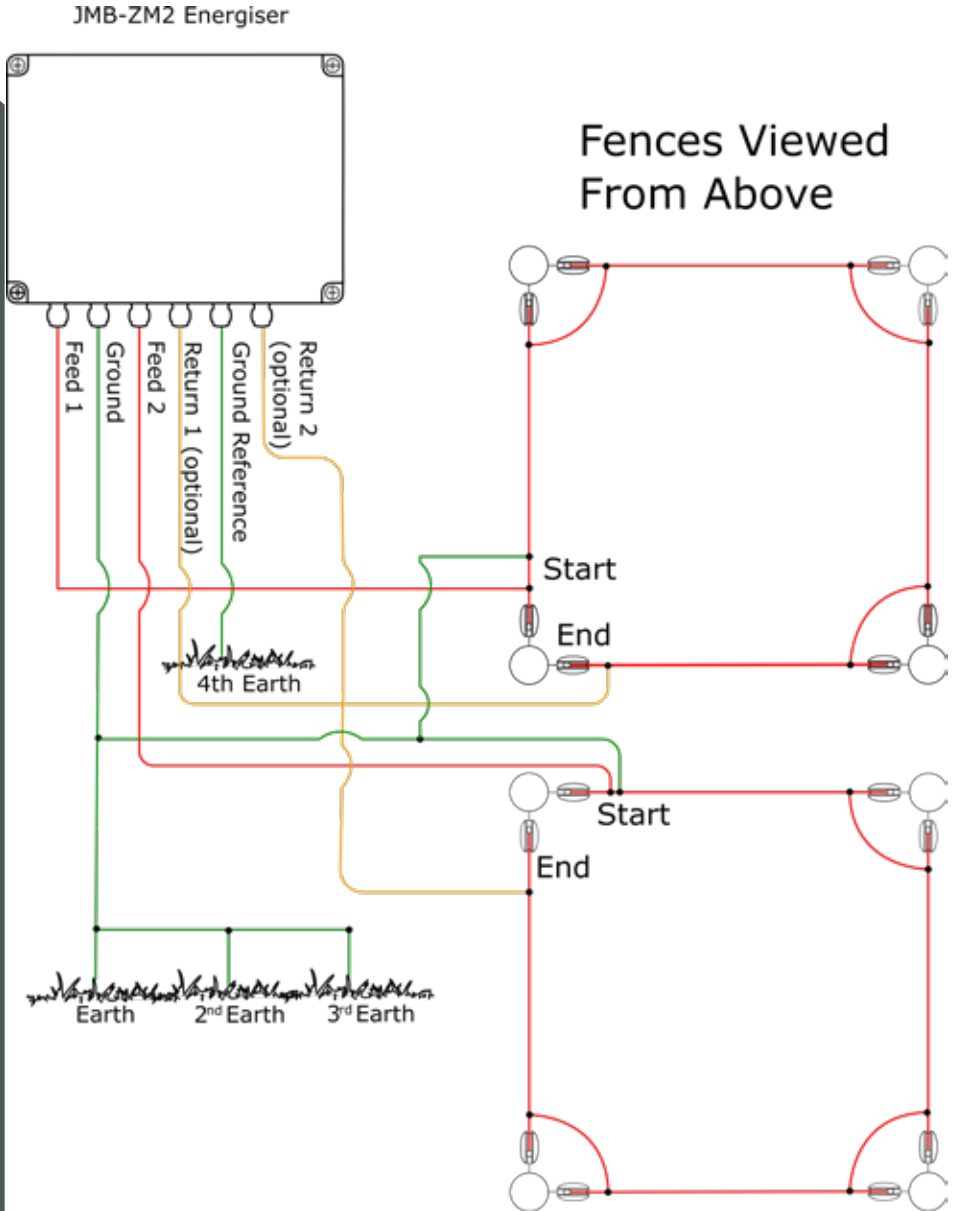 JMB-ZM2 Energiser
Fences Viewed
From Above
Feed 1
Ground
Feed 2
Return 1 (optional)
Ground Reference
Return 2
(optional)
Start
End
4th Earth
Start
End
Earth
2nd Earth
3rd Earth